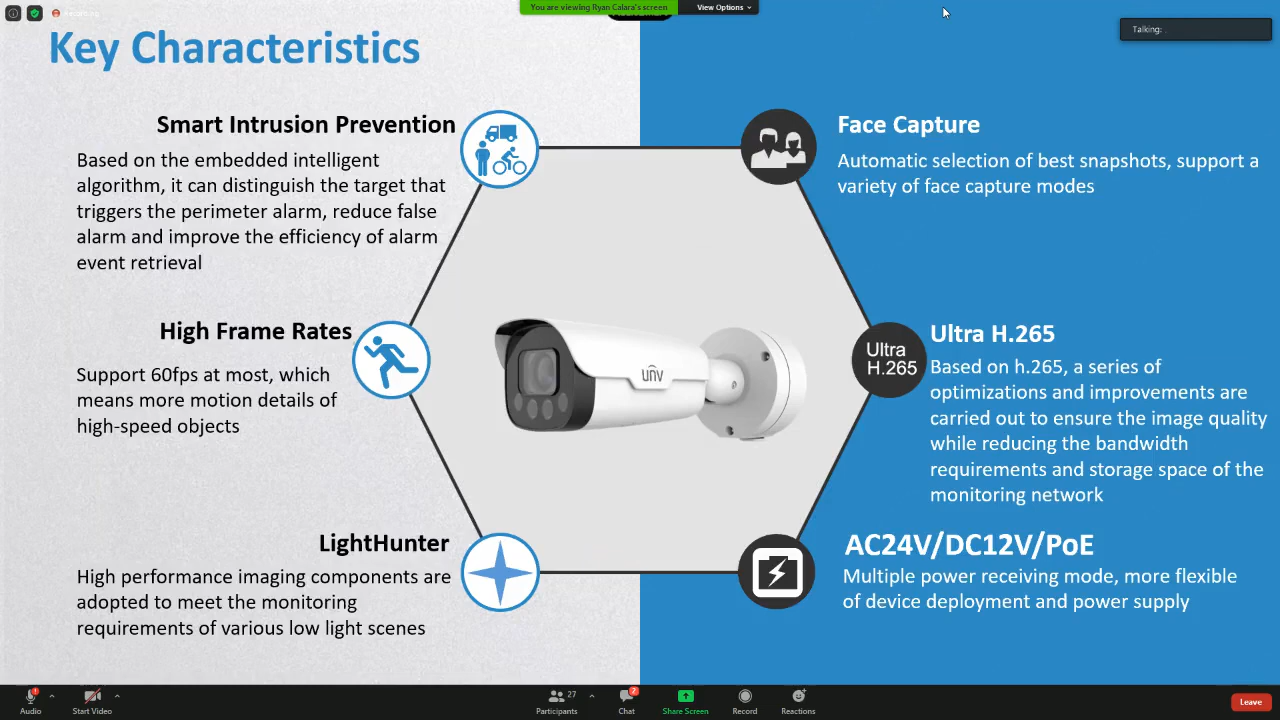 You are viewing Ryan Calara's screen
View Options
Talking:
Key Characteristics
Smart Intrusion Prevention
Based on the embedded intelligent
algorithm, it can distinguish the target that
triggers the perimeter alarm, reduce false
alarm and improve the efficiency of alarm
event retrieval
High Frame Rates
Support 60fps at most, which
means more motion details of
high-speed objects
LightHunter
High performance imaging components are
adopted to meet the monitoring
requirements of various low light scenes
unv
Face Capture
Automatic selection of best snapshots, support a
variety of face capture modes
Ultra
H.265
Ultra H.265
Based on h.265, a series of
optimizations and improvements are
carried out to ensure the image quality
while reducing the bandwidth
requirements and storage space of the
monitoring network
AC24V/DC12V/PoE
Multiple power receiving mode, more flexible
of device deployment and power supply
Audio
Start Video
27
Participants
2
Chat
Share Screen
Record
Reactions
Leave